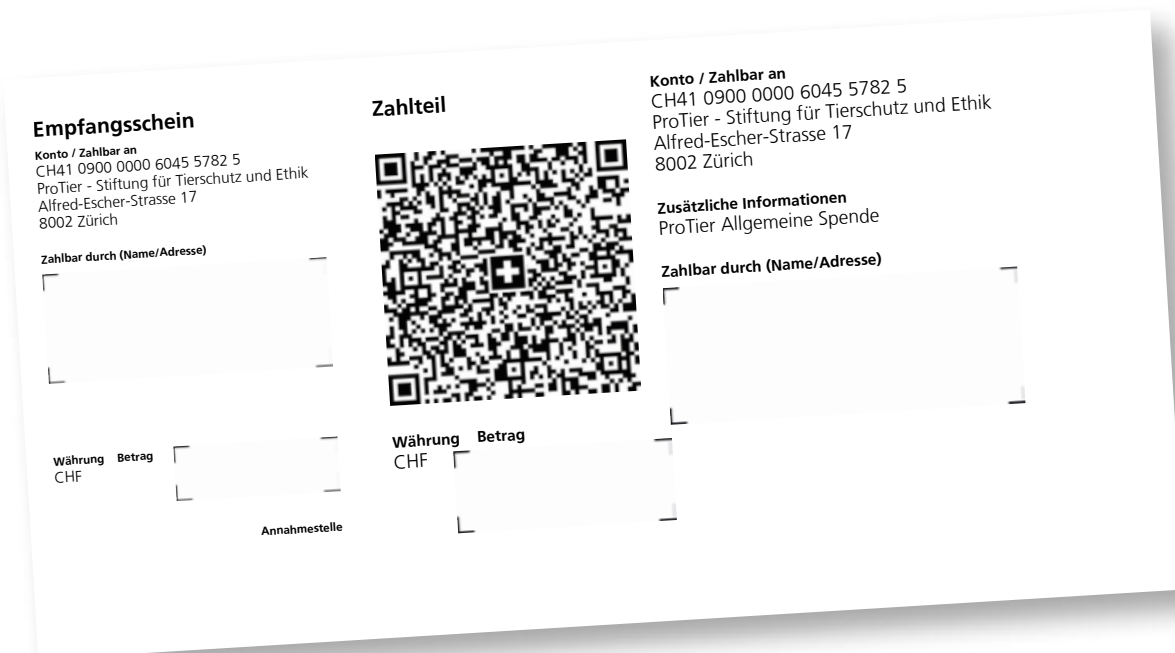 Empfangsschein
Konto / Zahlbar an
CH41 0900 0000 6045 5782 5
ProTier - Stiftung für Tierschutz und Ethik
Alfred-Escher-Strasse 17
8002 Zürich
Zahlbar durch (Name/Adresse)
Währung Betrag
CHF
Annahmestelle
Zahlteil
Währung Betrag
CHF
Konto / Zahlbar an
CH41 0900 0000 6045 5782 5
ProTier - Stiftung für Tierschutz und Ethik
Alfred-Escher-Strasse 17
8002 Zürich
Zusätzliche Informationen
ProTier Allgemeine Spende
Zahlbar durch (Name/Adresse)